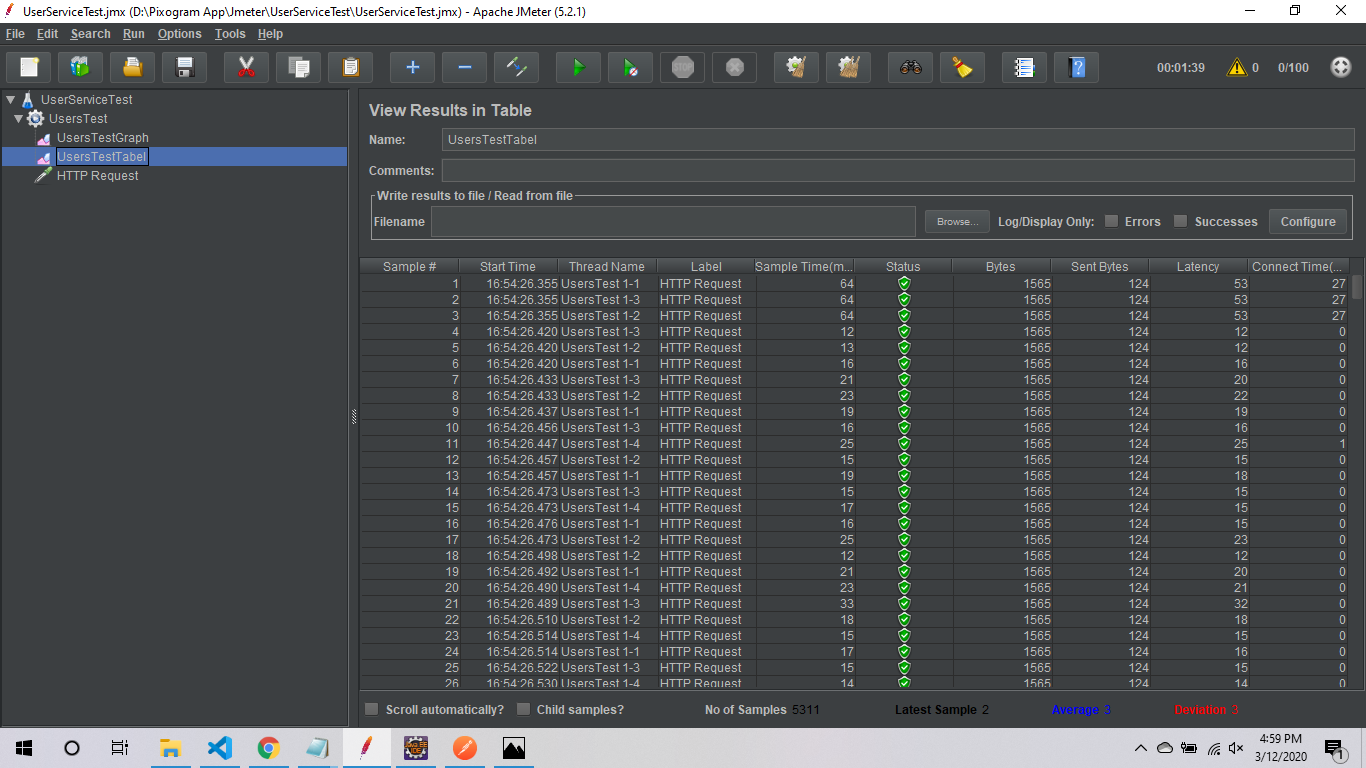 UserServiceTest.jmx (D:\Pixogram App\Jmeter\UserServiceTest\UserServiceTest.jmx) - Apache JMeter (5.2.1)
File Edit Search Run Options Tools Help
00:01:39 0 0/100
UserServiceTest
UsersTest
UsersTestGraph
UsersTestTabel
HTTP Request
View Results in Table
Name: UsersTestTabel
Comments:
Write results to file / Read from file
Filename Browse... Log/Display Only: Errors Successes Configure
Sample # Start Time Thread Name Label Sample Time(m... Status Bytes Sent Bytes Latency Connect Time(...
1 16:54:26.355 UsersTest 1-1 HTTP Request 64 1565 124 53 27
2 16:54:26.355 UsersTest 1-3 HTTP Request 64 1565 124 53 27
3 16:54:26.355 UsersTest 1-2 HTTP Request 64 1565 124 53 27
4 16:54:26.420 UsersTest 1-3 HTTP Request 12 1565 124 12 0
5 16:54:26.420 UsersTest 1-2 HTTP Request 13 1565 124 12 0
6 16:54:26.420 UsersTest 1-1 HTTP Request 16 1565 124 16 0
7 16:54:26.433 UsersTest 1-3 HTTP Request 21 1565 124 20 0
8 16:54:26.433 UsersTest 1-2 HTTP Request 23 1565 124 22 0
9 16:54:26.437 UsersTest 1-1 HTTP Request 19 1565 124 19 0
10 16:54:26.456 UsersTest 1-3 HTTP Request 16 1565 124 16 0
11 16:54:26.447 UsersTest 1-4 HTTP Request 25 1565 124 25 1
12 16:54:26.457 UsersTest 1-2 HTTP Request 15 1565 124 15 0
13 16:54:26.457 UsersTest 1-1 HTTP Request 19 1565 124 18 0
14 16:54:26.473 UsersTest 1-3 HTTP Request 15 1565 124 15 0
15 16:54:26.473 UsersTest 1-4 HTTP Request 17 1565 124 15 0
16 16:54:26.476 UsersTest 1-1 HTTP Request 16 1565 124 15 0
17 16:54:26.473 UsersTest 1-2 HTTP Request 25 1565 124 23 0
18 16:54:26.498 UsersTest 1-2 HTTP Request 12 1565 124 12 0
19 16:54:26.492 UsersTest 1-1 HTTP Request 21 1565 124 20 0
20 16:54:26.490 UsersTest 1-4 HTTP Request 23 1565 124 21 0
21 16:54:26.489 UsersTest 1-3 HTTP Request 33 1565 124 32 0
22 16:54:26.510 UsersTest 1-2 HTTP Request 18 1565 124 18 0
23 16:54:26.514 UsersTest 1-4 HTTP Request 15 1565 124 15 0
24 16:54:26.514 UsersTest 1-1 HTTP Request 17 1565 124 16 0
25 16:54:26.522 UsersTest 1-3 HTTP Request 15 1565 124 15 0
26 16:54:26.530 UsersTest 1-4 HTTP Request 14 1565 124 14 0
Scroll automatically? Child samples? No of Samples 5311 Latest Sample 2 Average 3 Deviation 3
4:59 PM
3/12/2020
1